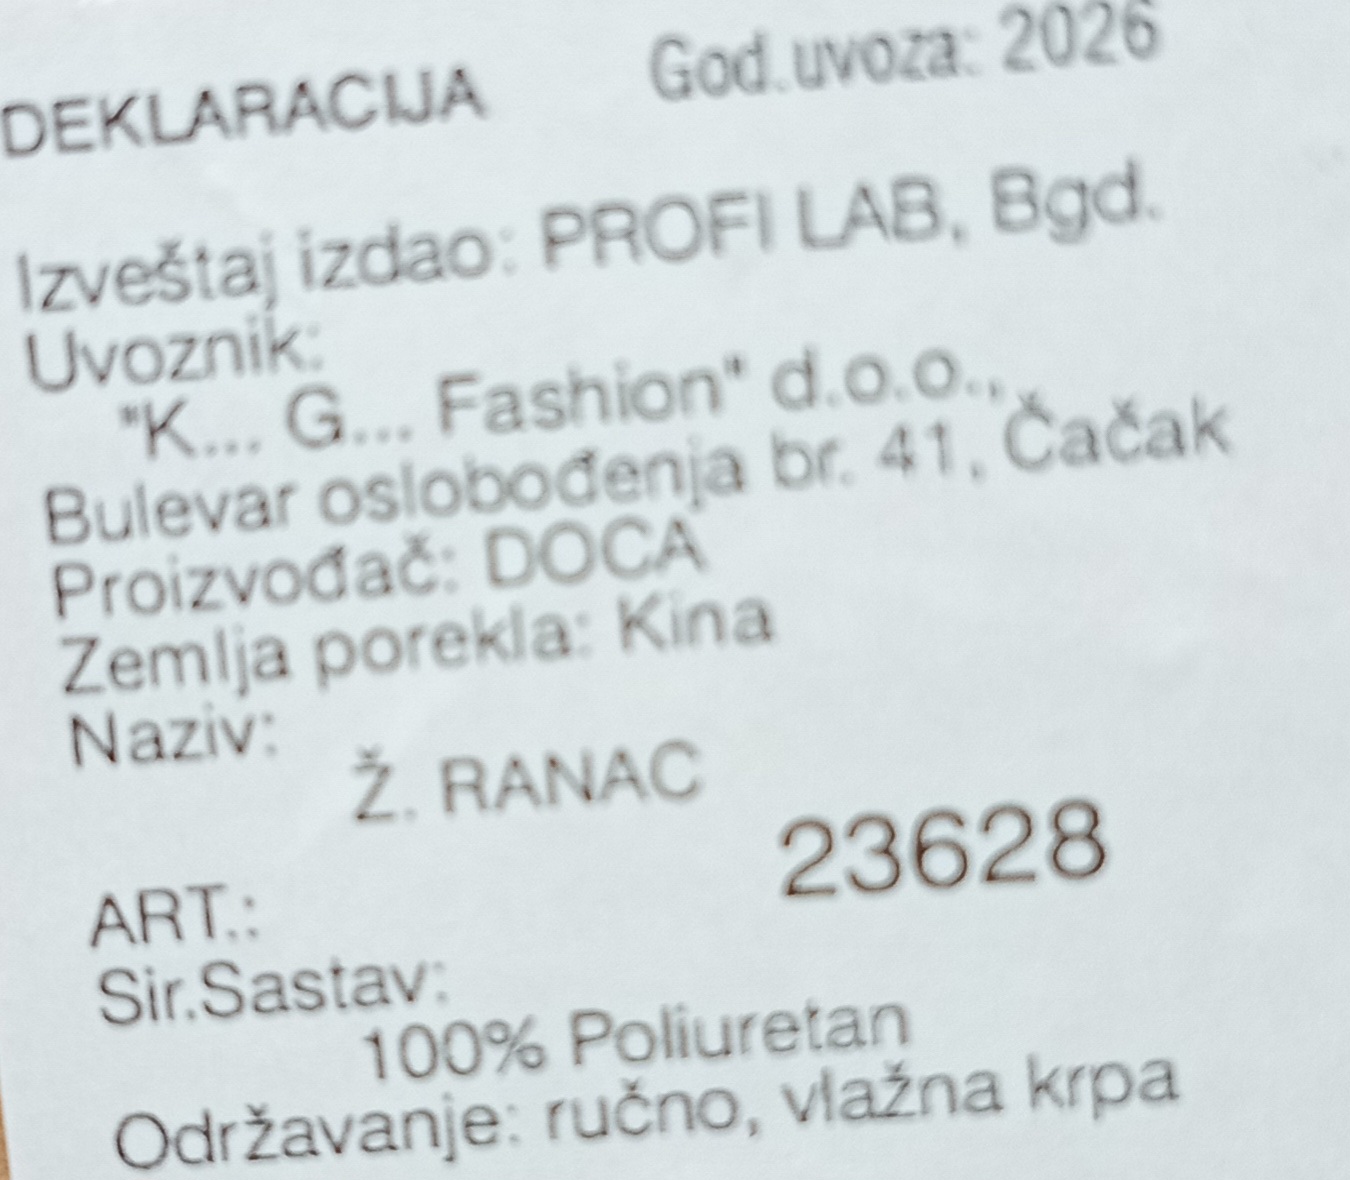 DEKLARACIJA God.uvoza: 2026
Izveštaj izdao: PROFI LAB, Bgd.
Uvoznik:
"K... G... Fashion" d.o.o.,
Bulevar oslobođenja br. 41, Čačak
Proizvođač: DOCA
Zemlja porekla: Kina
Naziv:
Ž. RANAC
23628
ART.:
Sir.Sastav:
100% Poliuretan
Održavanje: ručno, vlažna krpa